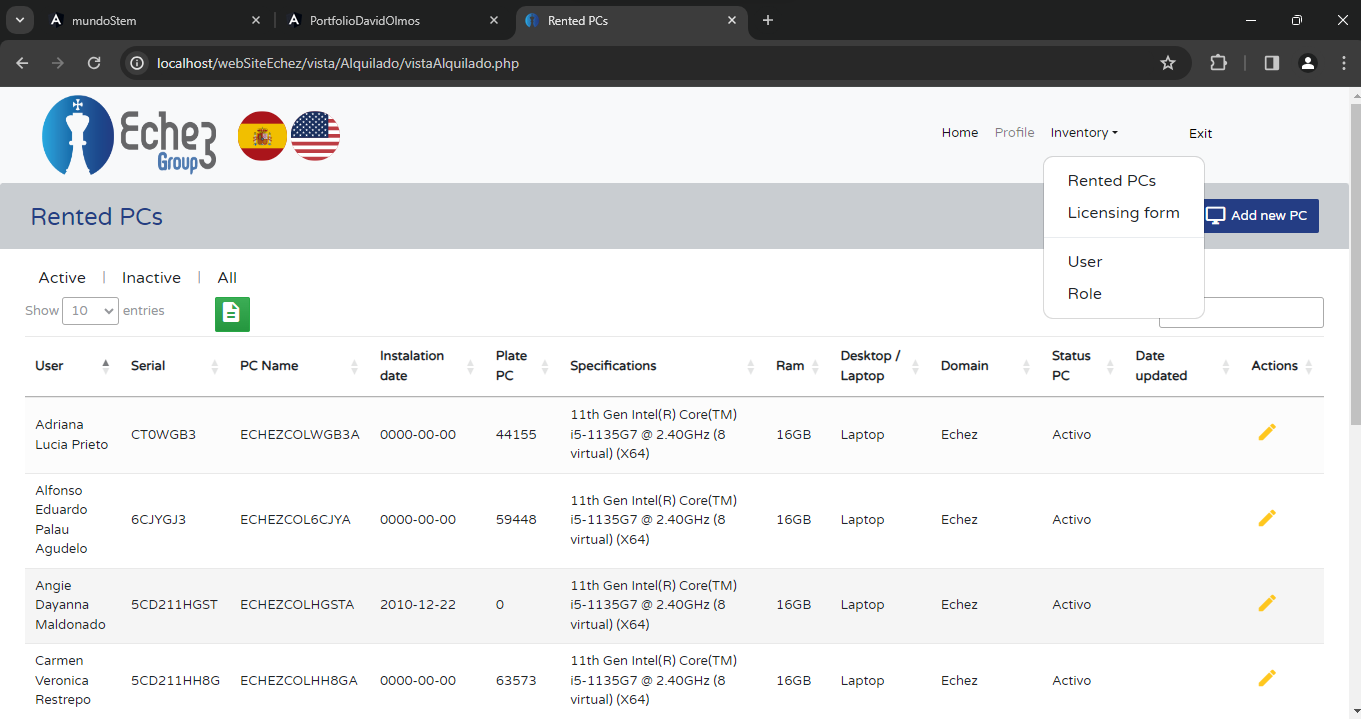 mundoStem
PortfolioDavidOlmos
Rented PCs
localhost/webSiteEchez/vista/Alquilado/vistaAlquilado.php
Echez
Group
Home Profile Inventory Exit
Rented PCs
Licensing form
User
Role
Rented PCs
Add new PC
Active | Inactive | All
Show 10 entries
User Serial PC Name Instalation date Plate PC Specifications Ram Desktop / Laptop Domain Status PC Date updated Actions
Adriana
Lucia Prieto
CT0WGB3
ECHEZCOLWGB3A
0000-00-00
44155
11th Gen Intel(R) Core(TM)
i5-1135G7 @ 2.40GHz (8
virtual) (X64)
16GB
Laptop
Echez
Activo
Alfonso
Eduardo
Palau
Agudelo
6CJYGJ3
ECHEZCOL6CJYA
0000-00-00
59448
11th Gen Intel(R) Core(TM)
i5-1135G7 @ 2.40GHz (8
virtual) (X64)
16GB
Laptop
Echez
Activo
Angie
Dayanna
Maldonado
5CD211HGST
ECHEZCOLHGSTA
2010-12-22
0
11th Gen Intel(R) Core(TM)
i5-1135G7 @ 2.40GHz (8
virtual) (X64)
16GB
Laptop
Echez
Activo
Carmen
Veronica
Restrepo
5CD211HH8G
ECHEZCOLHH8GA
0000-00-00
63573
11th Gen Intel(R) Core(TM)
i5-1135G7 @ 2.40GHz (8
virtual) (X64)
16GB
Laptop
Echez
Activo